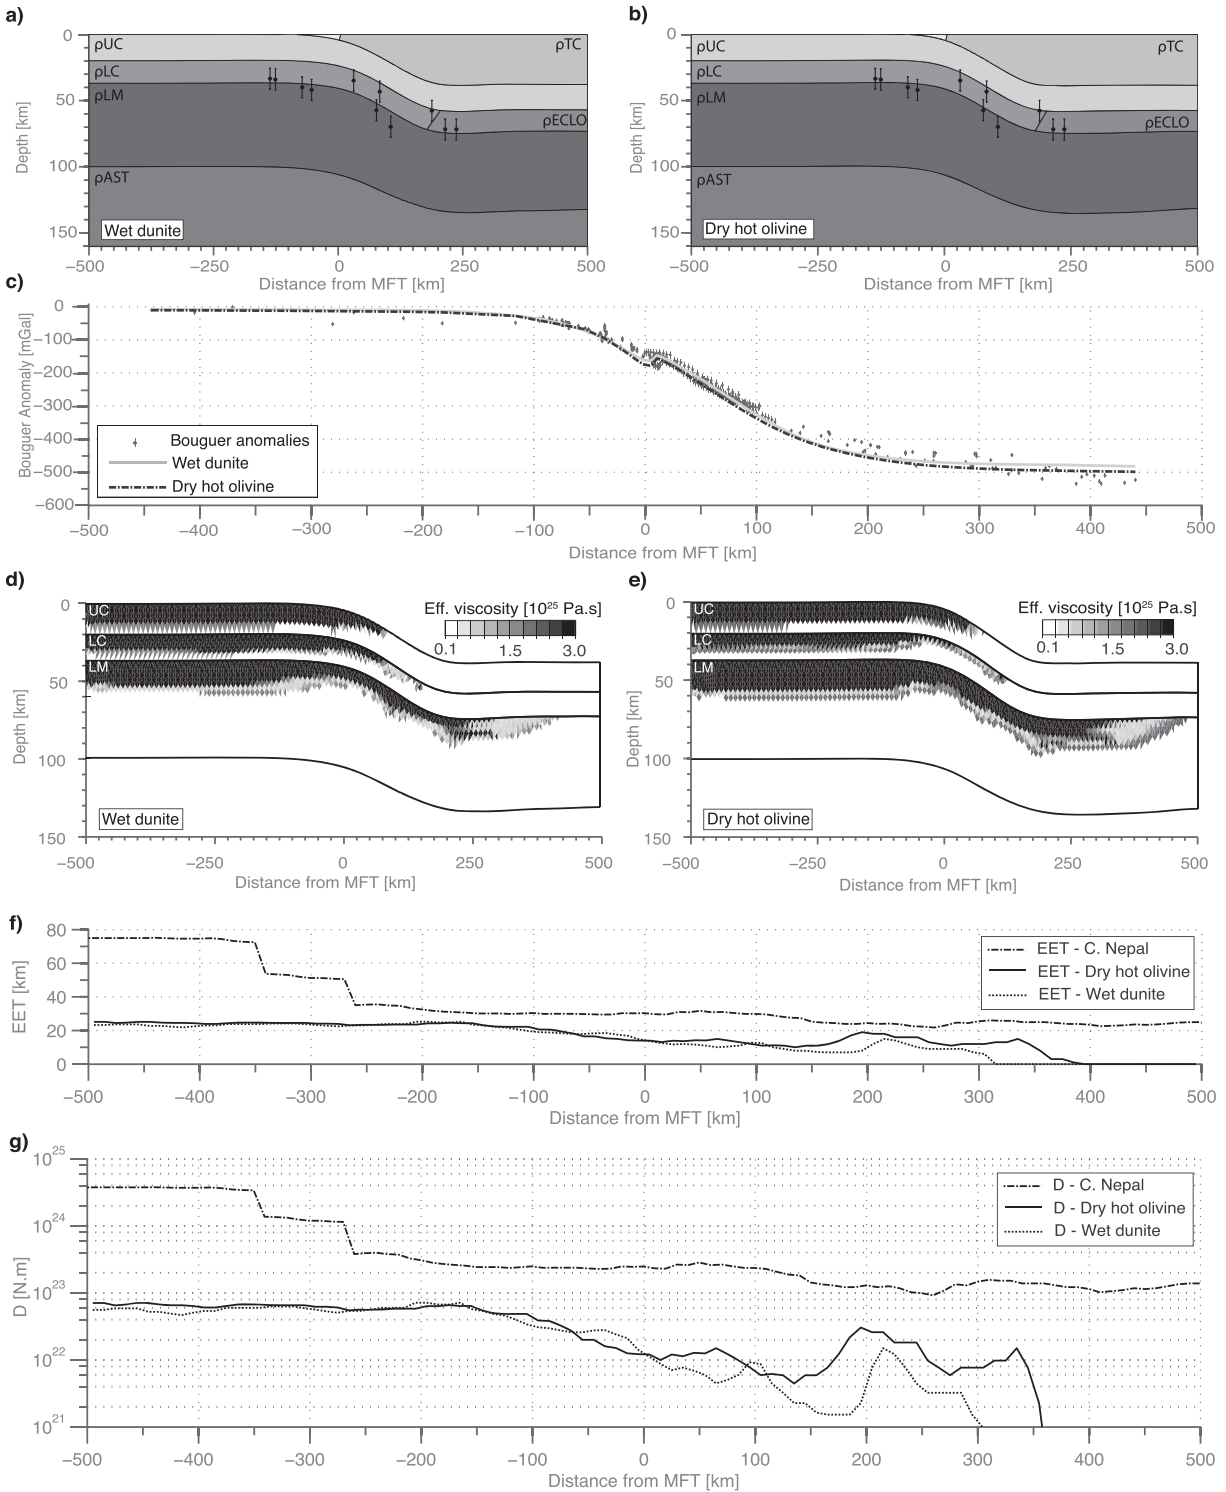 a)
0
50
100
150
Depth [km]
ρUC
ρLC
ρLM
ρAST
ρTC
ρECLO
Wet dunite
−500
−250
0
250
500
Distance from MFT [km]
b)
0
50
100
150
Depth [km]
ρUC
ρLC
ρLM
ρAST
ρTC
ρECLO
Dry hot olivine
−500
−250
0
250
500
Distance from MFT [km]
c)
0
−100
−200
−300
−400
−500
−600
Bouguer Anomaly [mGal]
Bouguer anomalies
Wet dunite
Dry hot olivine
−500
−400
−300
−200
−100
0
100
200
300
400
500
Distance from MFT [km]
d)
0
50
100
150
Depth [km]
UC
LC
LM
Eff. viscosity [10²⁵ Pa.s]
0.1
1.5
3.0
Wet dunite
−500
−250
0
250
500
Distance from MFT [km]
e)
0
50
100
150
Depth [km]
UC
LC
LM
Eff. viscosity [10²⁵ Pa.s]
0.1
1.5
3.0
Dry hot olivine
−500
−250
0
250
500
Distance from MFT [km]
f)
80
60
40
20
0
EET [km]
EET - C. Nepal
EET - Dry hot olivine
EET - Wet dunite
−500
−400
−300
−200
−100
0
100
200
300
400
500
Distance from MFT [km]
g)
10²⁵
10²⁴
10²³
10²²
10²¹
D [N.m]
D - C. Nepal
D - Dry hot olivine
D - Wet dunite
−500
−400
−300
−200
−100
0
100
200
300
400
500
Distance from MFT [km]